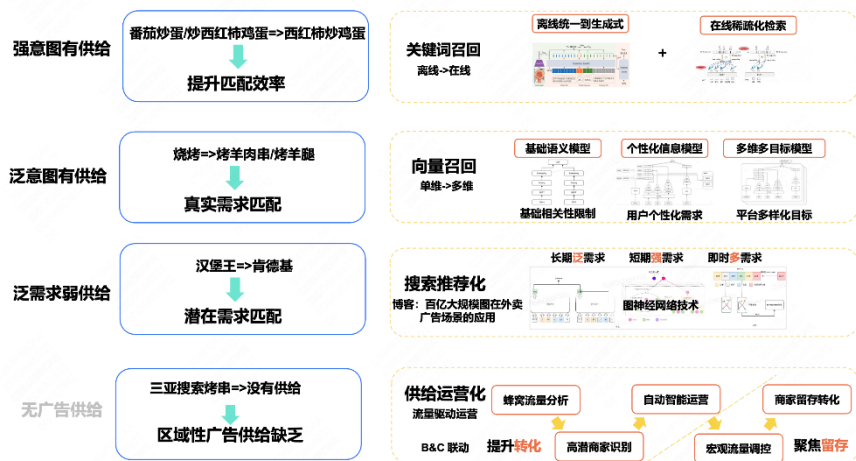 强意图有供给
番茄炒蛋/炒西红柿鸡蛋=>西红柿炒鸡蛋
提升匹配效率
关键词召回
离线->在线
离线统一到生成式
+
在线稀疏化检索
泛意图有供给
烧烤=>烤羊肉串/烤羊腿
真实需求匹配
向量召回
单维->多维
基础语义模型
个性化信息模型
多维多目标模型
基础相关性限制
用户个性化需求
平台多样化目标
泛需求弱供给
汉堡王=>肯德基
潜在需求匹配
搜索推荐化
博客：百亿大规模图在外卖
广告场景的应用
长期泛需求
短期强需求
即时多需求
图神经网络技术
无广告供给
三亚搜索烤串=>没有供给
区域性广告供给缺乏
供给运营化
流量驱动运营
B&C 联动
蜂窝流量分析
自动智能运营
商家留存转化
提升转化
高潜商家识别
宏观流量调控
聚焦留存